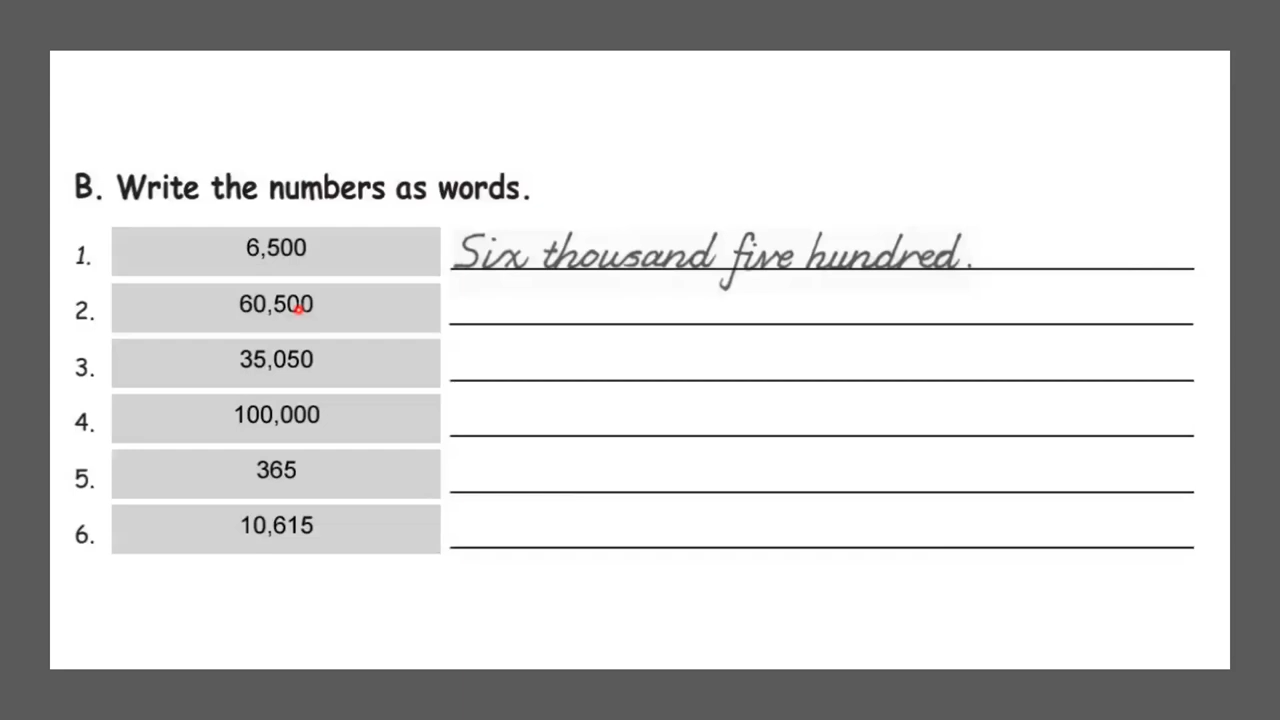 B. Write the numbers as words.
1. 6,500 Six thousand five hundred.
2. 60,500
3. 35,050
4. 100,000
5. 365
6. 10,615